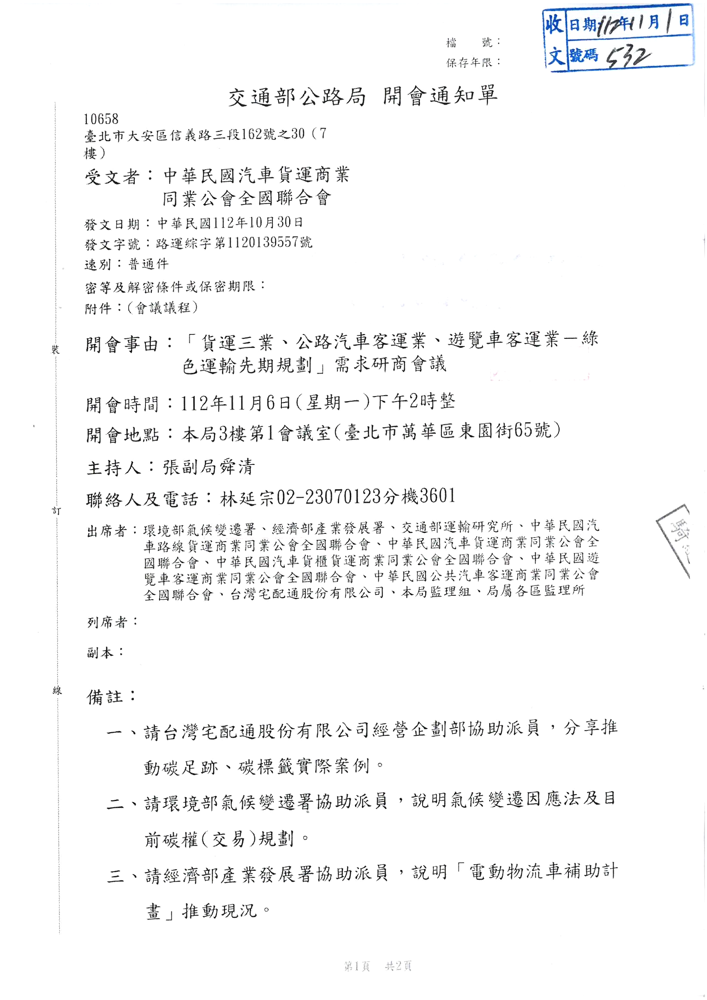 收文 日期 112年11月1日
號碼 532
檔　　號：
保存年限：
交通部公路局 開會通知單
10658
臺北市大安區信義路三段162號之30（7
樓）
受文者：中華民國汽車貨運商業
同業公會全國聯合會
發文日期：中華民國112年10月30日
發文字號：路運綜字第1120139557號
速別：普通件
密等及解密條件或保密期限：
附件：(會議議程)
開會事由：「貨運三業、公路汽車客運業、遊覽車客運業－綠
色運輸先期規劃」需求研商會議
開會時間：112年11月6日(星期一)下午2時整
開會地點：本局3樓第1會議室(臺北市萬華區東園街65號)
主持人：張副局舜清
聯絡人及電話：林延宗02-23070123分機3601
出席者：環境部氣候變遷署、經濟部產業發展署、交通部運輸研究所、中華民國汽
車路線貨運商業同業公會全國聯合會、中華民國汽車貨運商業同業公會全
國聯合會、中華民國汽車貨櫃貨運商業同業公會全國聯合會、中華民國遊
覽車客運商業同業公會全國聯合會、中華民國公共汽車客運商業同業公會
全國聯合會、台灣宅配通股份有限公司、本局監理組、局屬各區監理所
列席者：
副本：
備註：
一、請台灣宅配通股份有限公司經營企劃部協助派員，分享推
動碳足跡、碳標籤實際案例。
二、請環境部氣候變遷署協助派員，說明氣候變遷因應法及目
前碳權(交易)規劃。
三、請經濟部產業發展署協助派員，說明「電動物流車補助計
畫」推動現況。
裝
訂
線
騎
第1頁　共2頁